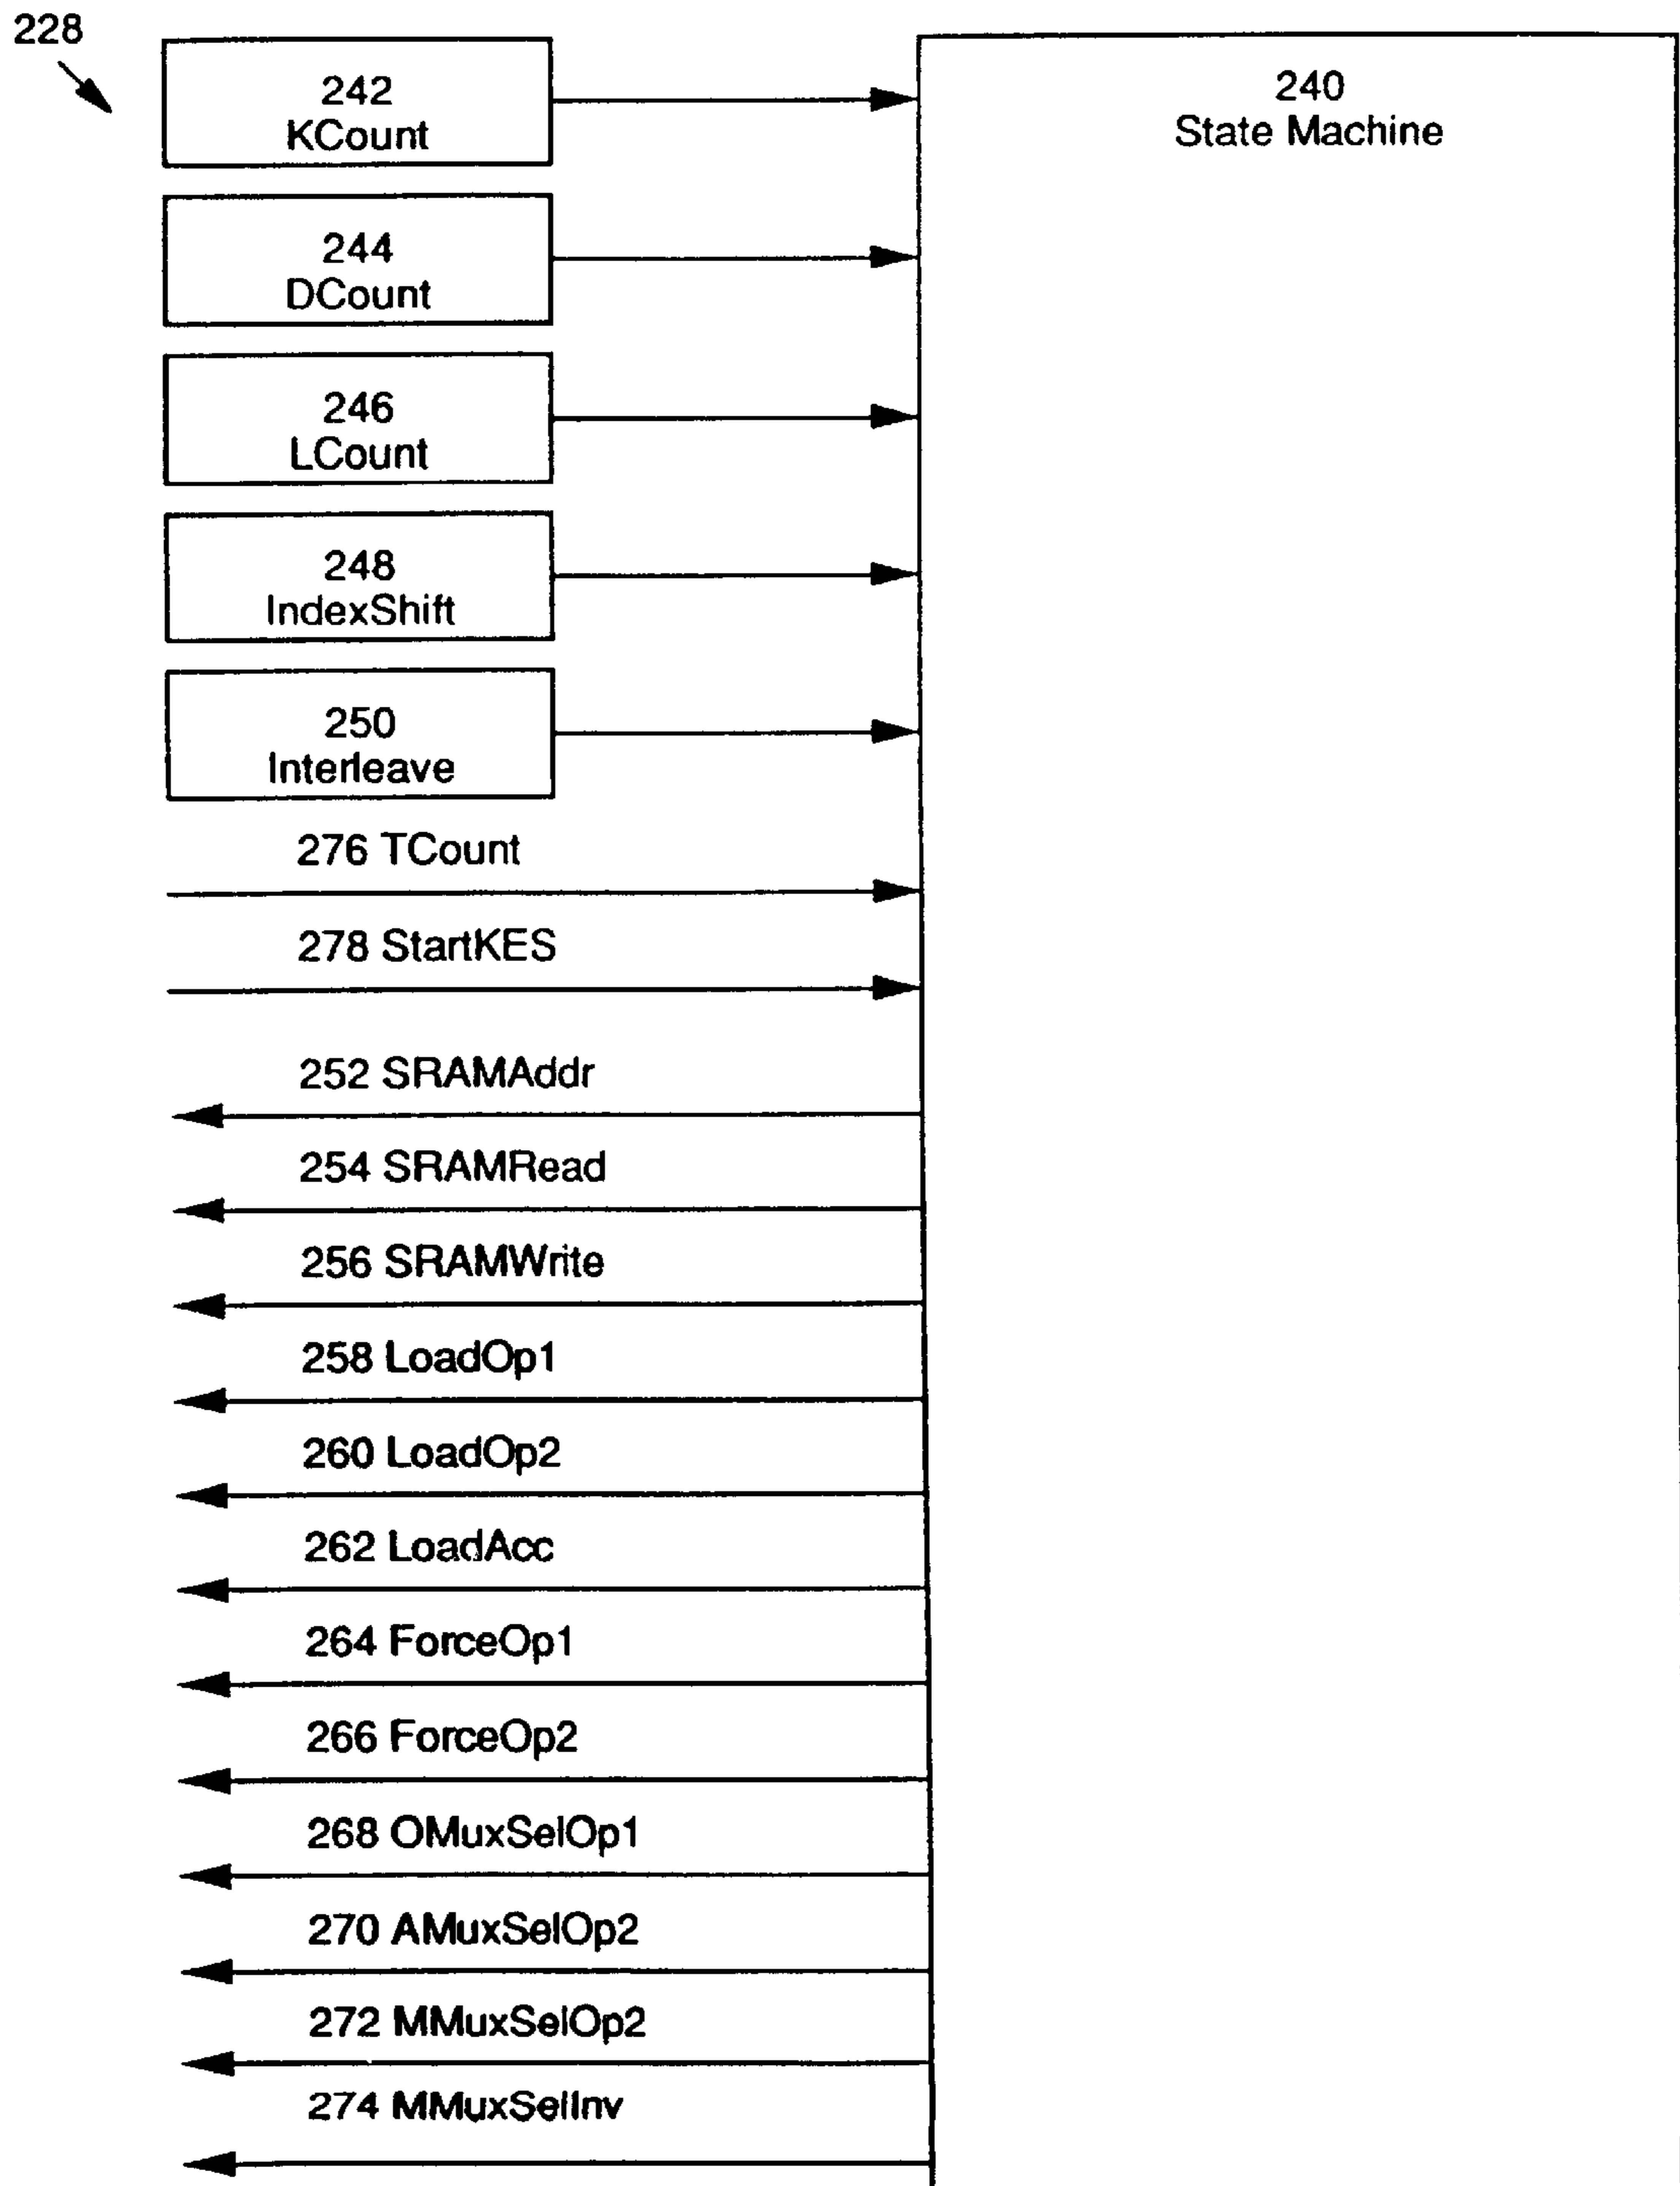 228
242
KCount
240
State Machine
244
DCount
246
LCount
248
IndexShift
250
Interleave
276 TCount
278 StartKES
252 SRAMAddr
254 SRAMRead
256 SRAMWrite
258 LoadOp1
260 LoadOp2
262 LoadAcc
264 ForceOp1
266 ForceOp2
268 OMuxSelOp1
270 AMuxSelOp2
272 MMuxSelOp2
274 MMuxSelInv